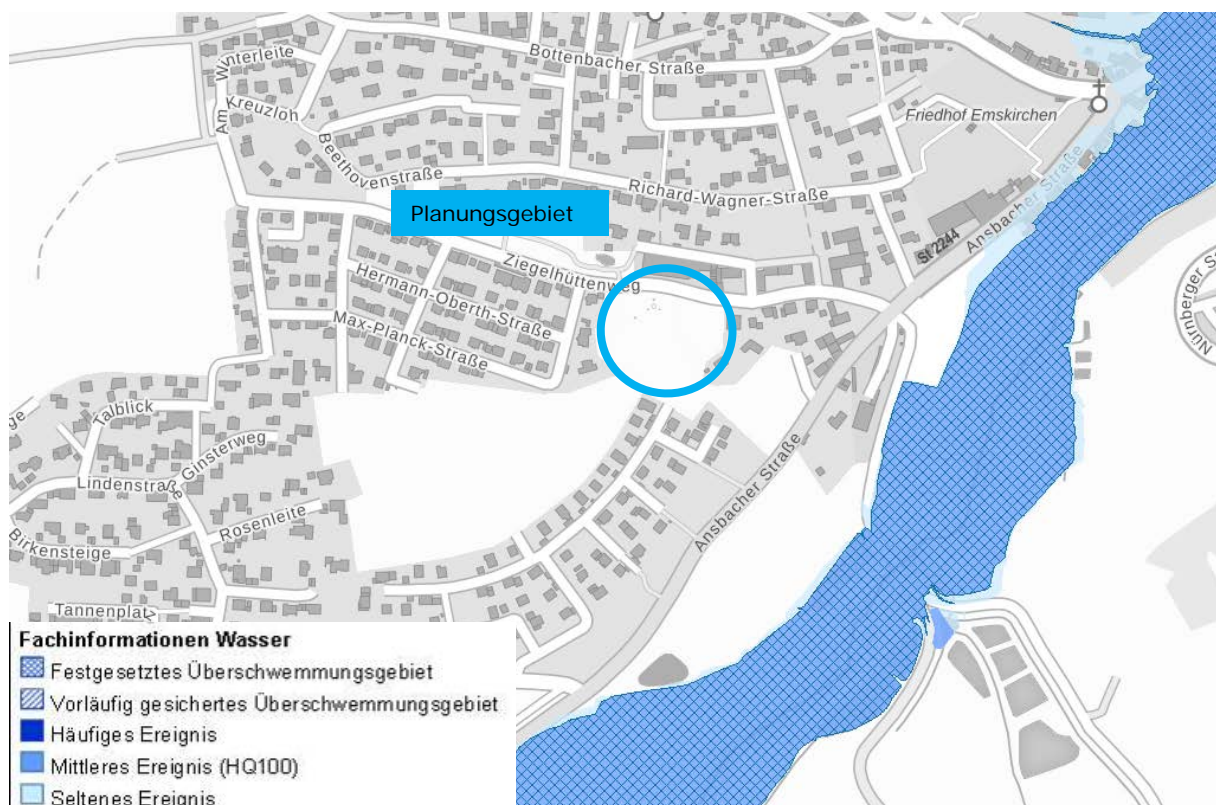 Bottenbacher Straße
Am Winterleite
Kreuzloh
Beethovenstraße
Friedhof Emskirchen
Richard-Wagner-Straße
Planungsgebiet
St 2244
Ansbacher Straße
Ziegelhüttenweg
Hermann-Oberth-Straße
Max-Planck-Straße
Talblick
Ginsterweg
Lindenstraße
Rosenleite
Birkensteige
Ansbacher Straße
Tannenplatz
Fachinformationen Wasser
Festgesetztes Überschwemmungsgebiet
Vorläufig gesichertes Überschwemmungsgebiet
Häufiges Ereignis
Mittleres Ereignis (HQ100)
Seltenes Ereignis